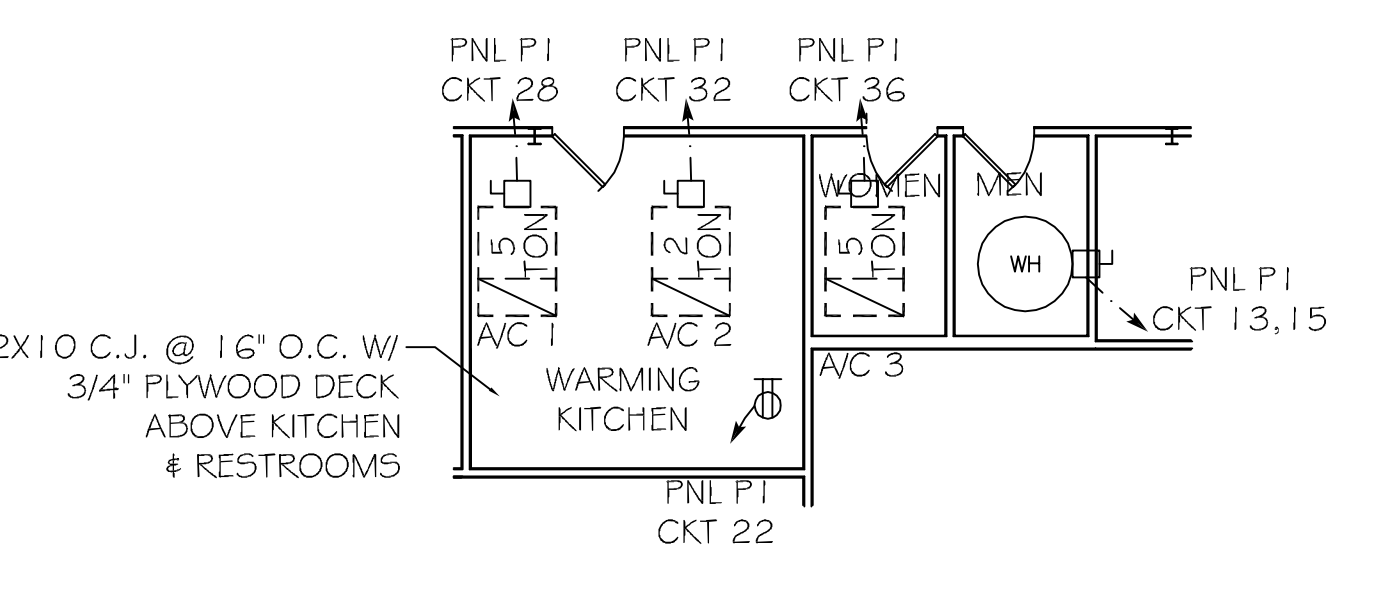 PNL P1
CKT 28
PNL P1
CKT 32
PNL P1
CKT 36
WOMEN
MEN
5 TON
2 TON
5 TON
WH
PNL P1
CKT 13,15
A/C 1
A/C 2
A/C 3
2X10 C.J. @ 16" O.C. W/
3/4" PLYWOOD DECK
ABOVE KITCHEN
& RESTROOMS
WARMING
KITCHEN
PNL P1
CKT 22